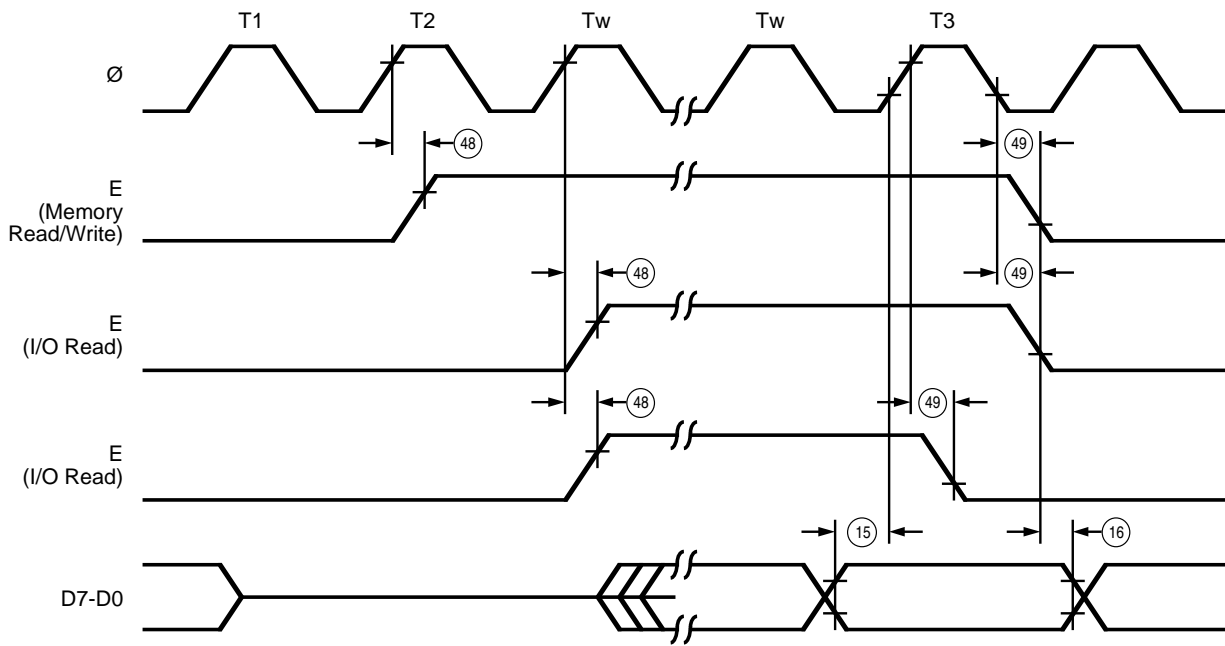 T1 T2 Tw Tw T3
Ø
48 49
E
(Memory
Read/Write)
48 49
E
(I/O Read)
48 49
E
(I/O Read)
15 16
D7-D0